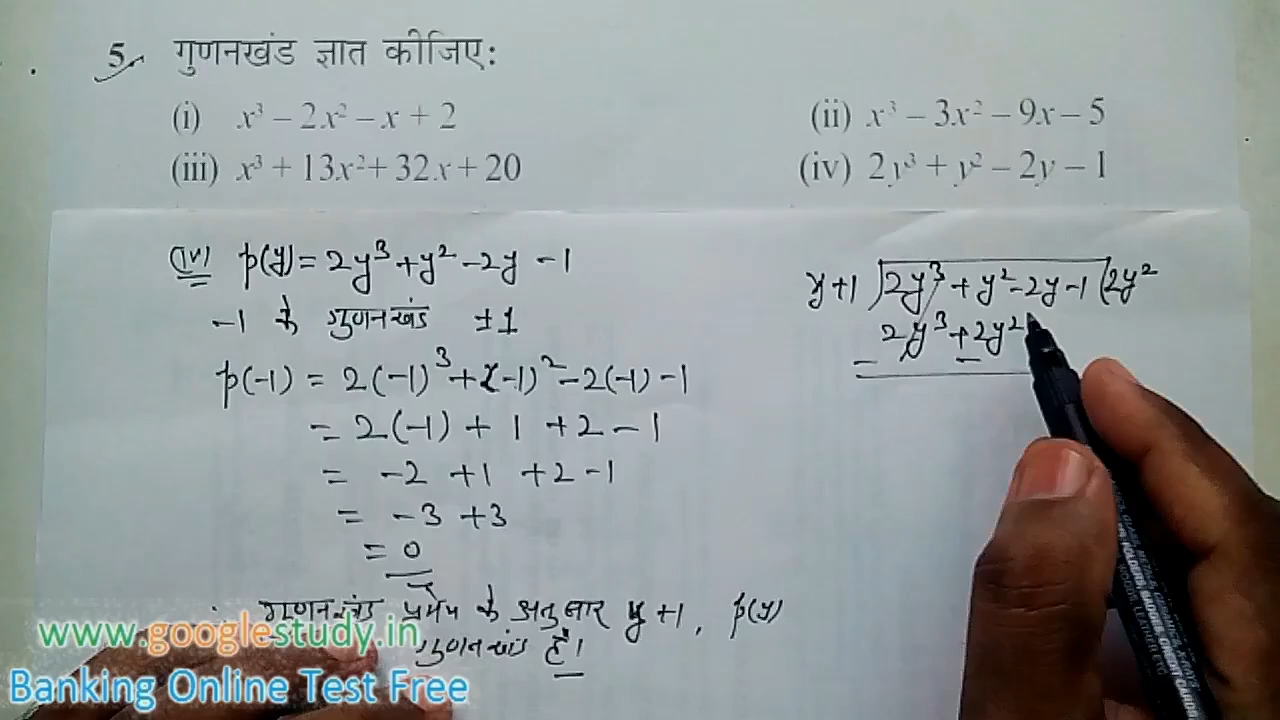 5. गुणनखंड ज्ञात कीजिए:
(i) x³ – 2x² – x + 2
(ii) x³ – 3x² – 9x – 5
(iii) x³ + 13x² + 32x + 20
(iv) 2y³ + y² – 2y – 1
(iv) p(y) = 2y³ + y² - 2y - 1
-1 के गुणनखंड ±1
p(-1) = 2(-1)³ + (-1)² - 2(-1) - 1
= 2(-1) + 1 + 2 - 1
= -2 + 1 + 2 - 1
= -3 + 3
= 0
गुणनखंड प्रमेय के अनुसार y+1, p(y)
गुणनखंड है।
y+1 ) 2y³ + y² - 2y - 1 ( 2y²
2y³ + 2y²
- -
www.googlestudy.in
Banking Online Test Free